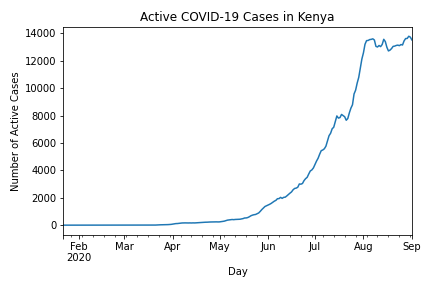 Active COVID-19 Cases in Kenya
14000
12000
10000
8000
6000
4000
2000
0
Number of Active Cases
Feb Mar Apr May Jun Jul Aug Sep
2020
Day